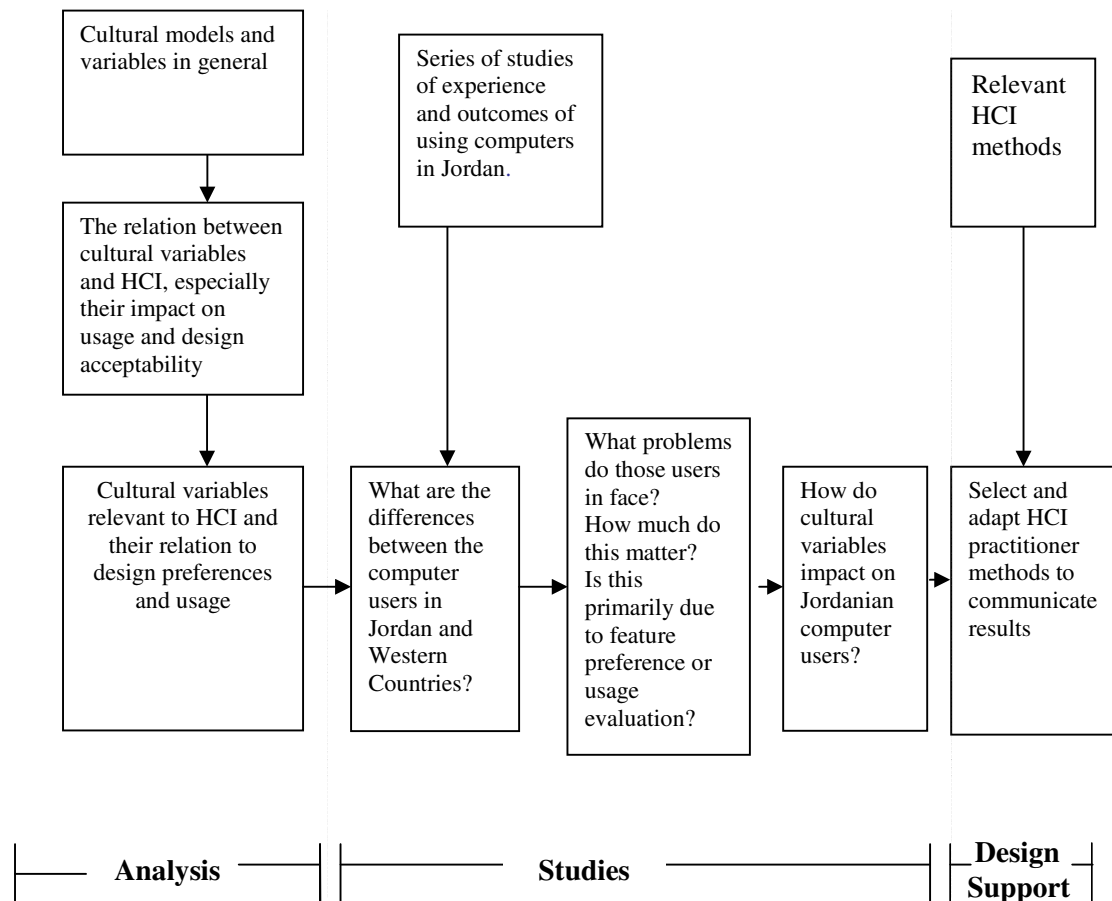 Cultural models and
variables in general
Series of studies
of experience
and outcomes of
using computers
in Jordan.
Relevant
HCI
methods
The relation between
cultural variables
and HCI, especially
their impact on
usage and design
acceptability
Cultural variables
relevant to HCI and
their relation to
design preferences
and usage
What are the
differences
between the
computer
users in
Jordan and
Western
Countries?
What problems
do those users
in face?
How much do
this matter?
Is this
primarily due
to feature
preference or
usage
evaluation?
How do
cultural
variables
impact on
Jordanian
computer
users?
Select and
adapt HCI
practitioner
methods to
communicate
results
Analysis
Studies
Design
Support